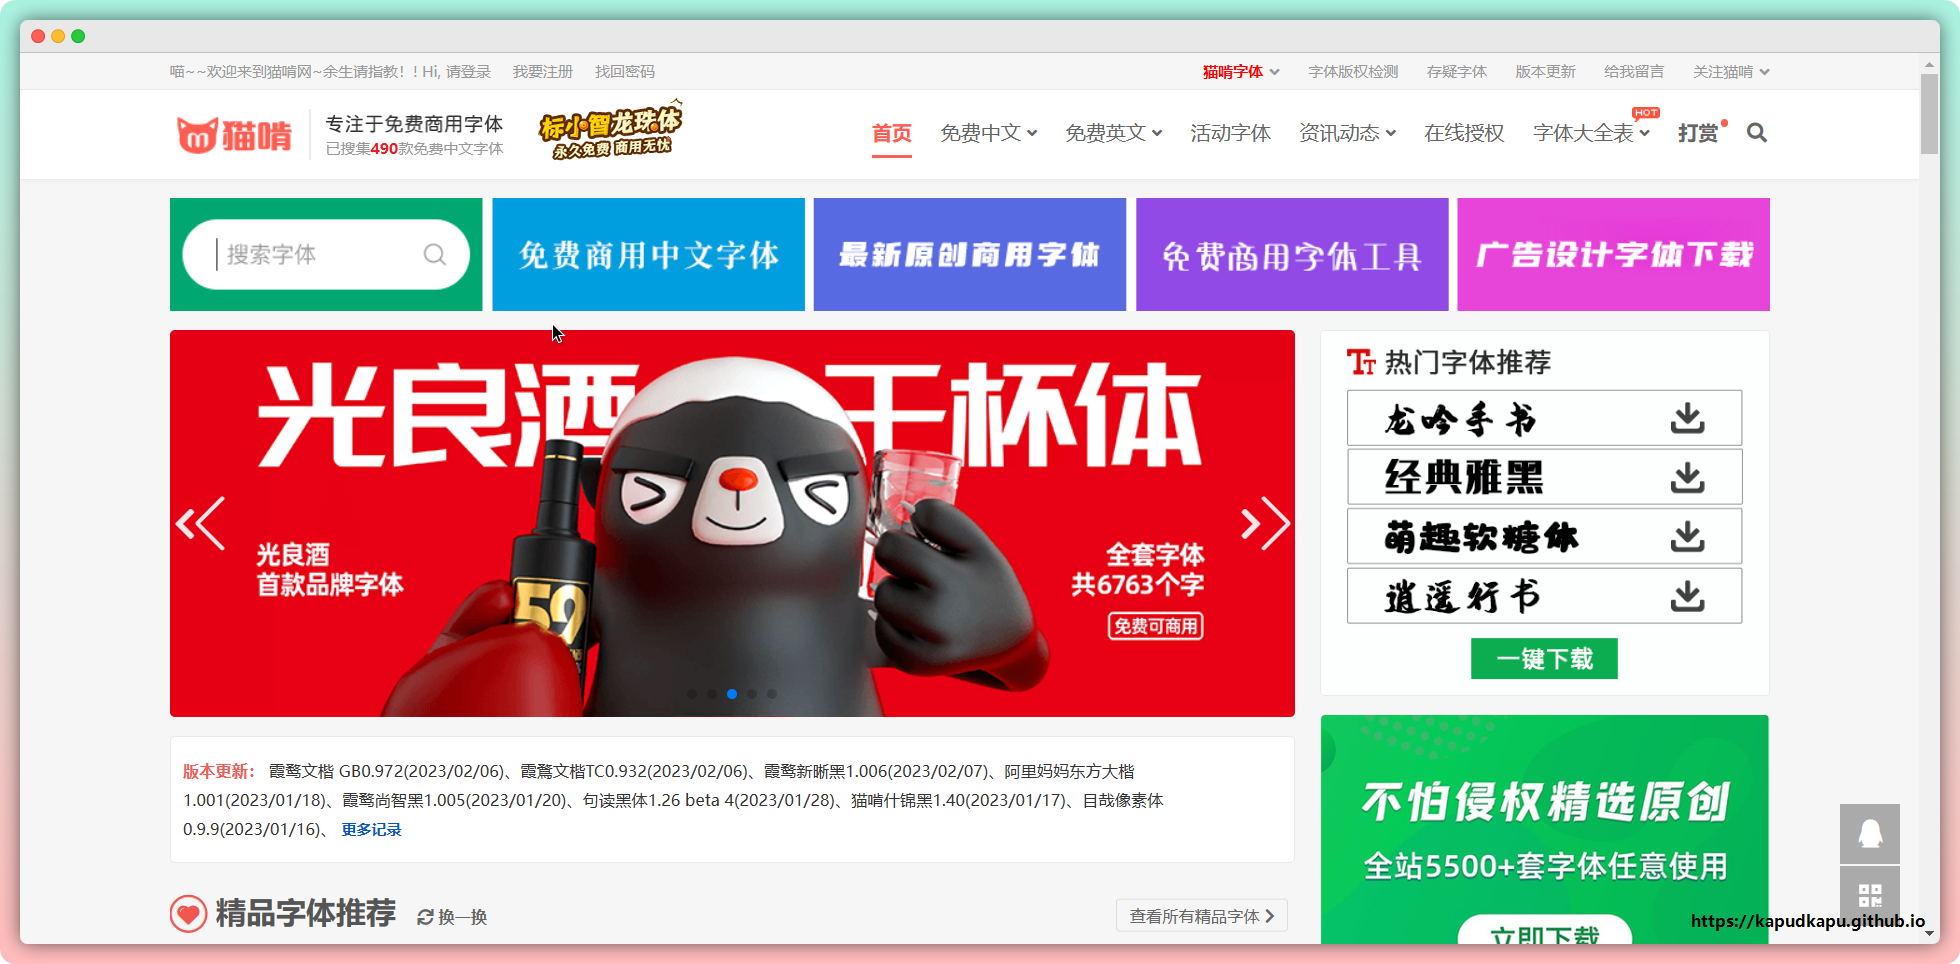 喵~~欢迎来到猫啃网~余生请指教!! Hi, 请登录 我要注册 找回密码
猫啃字体 字体版权检测 存疑字体 版本更新 给我留言 关注猫啃
猫啃
专注于免费商用字体
已搜集490款免费中文字体
标小智龙珠体
永久免费 商用无忧
首页 免费中文 免费英文 活动字体 资讯动态 在线授权 字体大全表 HOT 打赏
搜索字体
免费商用中文字体
最新原创商用字体
免费商用字体工具
广告设计字体下载
光良酒干杯体
光良酒
首款品牌字体
59
全套字体
共6763个字
免费可商用
热门字体推荐
龙吟手书
经典雅黑
萌趣软糖体
逍遥行书
一键下载
版本更新： 霞鹜文楷 GB0.972(2023/02/06)、霞鶩文楷TC0.932(2023/02/06)、霞鹜新晰黑1.006(2023/02/07)、阿里妈妈东方大楷
1.001(2023/01/18)、霞鹜尚智黑1.005(2023/01/20)、句读黑体1.26 beta 4(2023/01/28)、猫啃什锦黑1.40(2023/01/17)、目哉像素体
0.9.9(2023/01/16)、 更多记录
精品字体推荐 换一换
查看所有精品字体
不怕侵权精选原创
全站5500+套字体任意使用
立即下载
https://kapudkapu.github.io